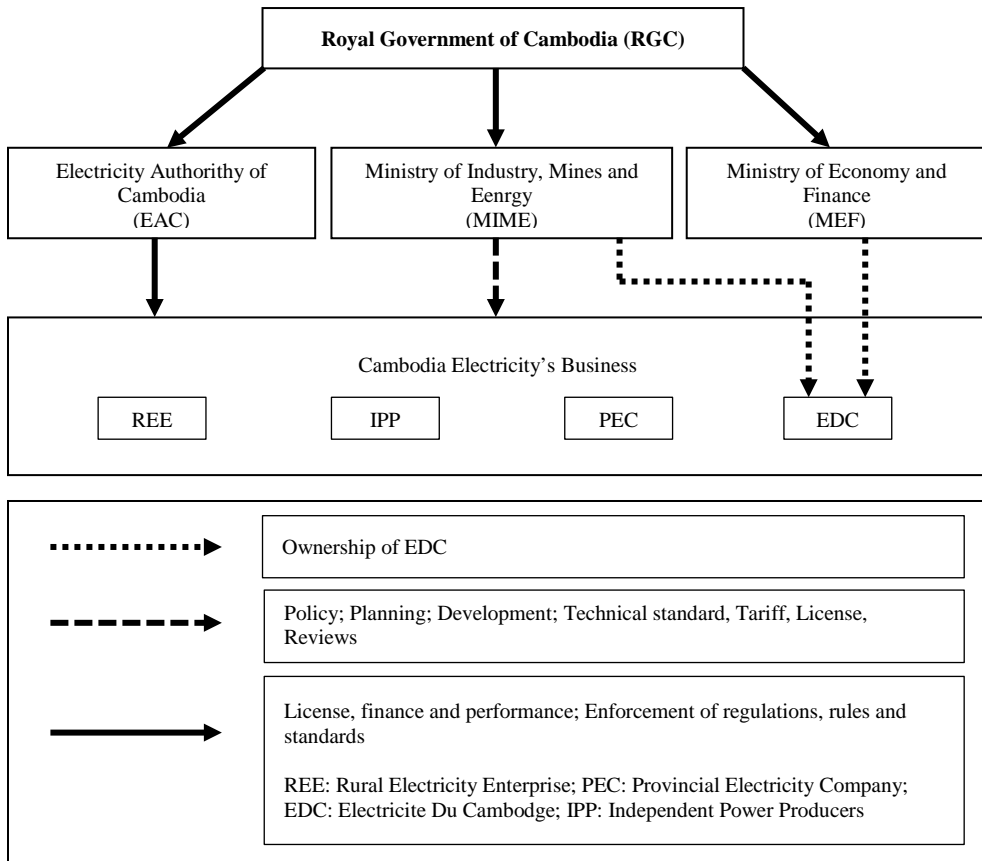 Royal Government of Cambodia (RGC)
Electricity Authorithy of
Cambodia
(EAC)
Ministry of Industry, Mines and
Eenrgy
(MIME)
Ministry of Economy and
Finance
(MEF)
Cambodia Electricity's Business
REE
IPP
PEC
EDC
Ownership of EDC
Policy; Planning; Development; Technical standard, Tariff, License,
Reviews
License, finance and performance; Enforcement of regulations, rules and
standards
REE: Rural Electricity Enterprise; PEC: Provincial Electricity Company;
EDC: Electricite Du Cambodge; IPP: Independent Power Producers